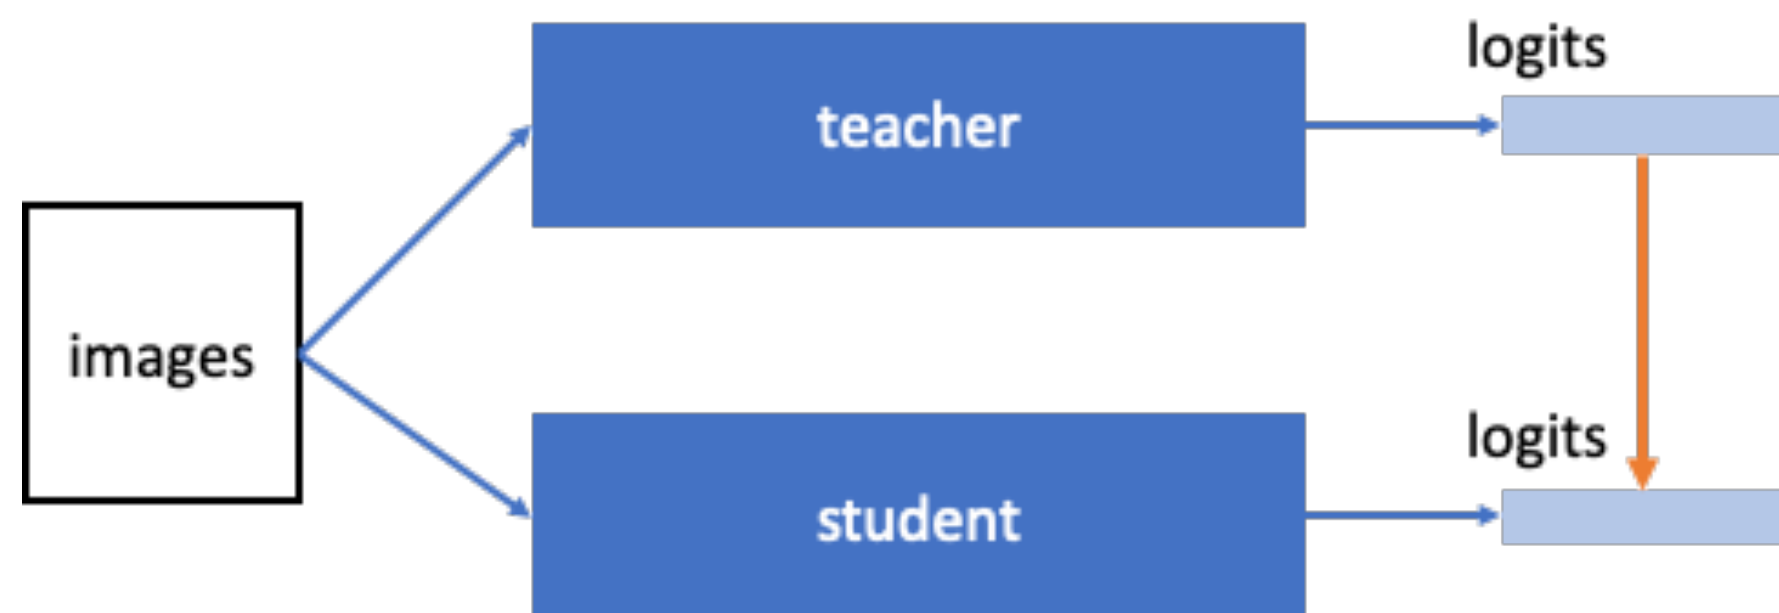 logits
teacher
images
logits
student